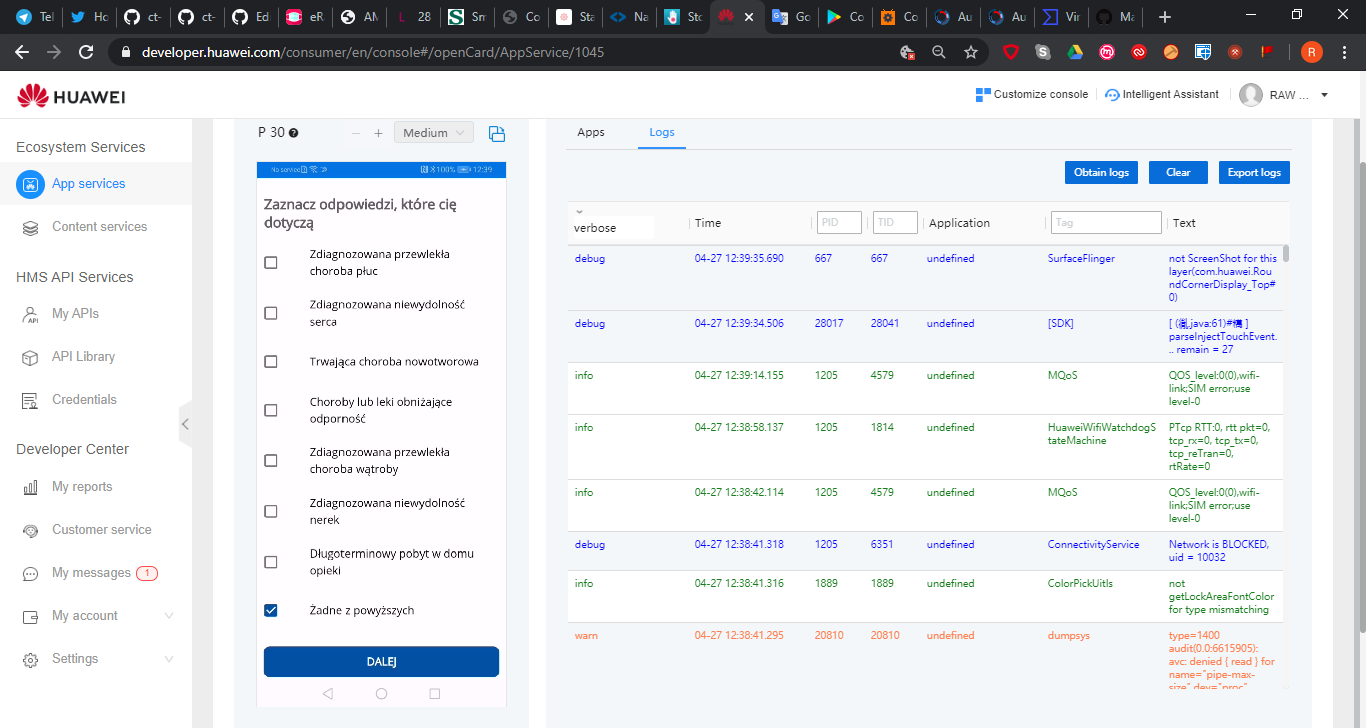 Tel
Ho
ct-
ct-
Ed
eR
AM
28
Sm
Co
Sta
Na
Sto
Go
Co
Co
Au
Au
Vir
Ma
developer.huawei.com/consumer/en/console#/openCard/AppService/1045
R
HUAWEI
Customize console
Intelligent Assistant
RAW ...
Ecosystem Services
App services
Content services
HMS API Services
My APIs
API Library
Credentials
Developer Center
My reports
Customer service
My messages 1
My account
Settings
P 30
Medium
No service 100% 12:39
Zaznacz odpowiedzi, które cię
dotyczą
Zdiagnozowana przewlekła
choroba płuc
Zdiagnozowana niewydolność
serca
Trwająca choroba nowotworowa
Choroby lub leki obniżające
odporność
Zdiagnozowana przewlekła
choroba wątroby
Zdiagnozowana niewydolność
nerek
Długoterminowy pobyt w domu
opieki
Żadne z powyższych
DALEJ
Apps Logs
Obtain logs Clear Export logs
verbose Time PID TID Application Tag Text
debug 04-27 12:39:35.690 667 667 undefined SurfaceFlinger not ScreenShot for this
layer(com.huawei.Rou
ndCornerDisplay_Top#
0)
debug 04-27 12:39:34.506 28017 28041 undefined [SDK]
parseInjectTouchEvent.
.. remain = 27
info 04-27 12:39:14.155 1205 4579 undefined MQoS QOS_level:0(0),wifi-
link;SIM error;use
level-0
info 04-27 12:38:58.137 1205 1814 undefined HuaweiWifiWatchdogS PTcp RTT:0, rtt pkt=0,
tateMachine tcp_rx=0, tcp_tx=0,
tcp_reTran=0,
rtRate=0
info 04-27 12:38:42.114 1205 4579 undefined MQoS QOS_level:0(0),wifi-
link;SIM error;use
level-0
debug 04-27 12:38:41.318 1205 6351 undefined ConnectivityService Network is BLOCKED,
uid = 10032
info 04-27 12:38:41.316 1889 1889 undefined ColorPickUitls not
getLockAreaFontColor
for type mismatching
warn 04-27 12:38:41.295 20810 20810 undefined dumpsys type=1400
audit(0.0:6615905):
avc: denied { read } for
name="pipe-max-
size" dev="proc"